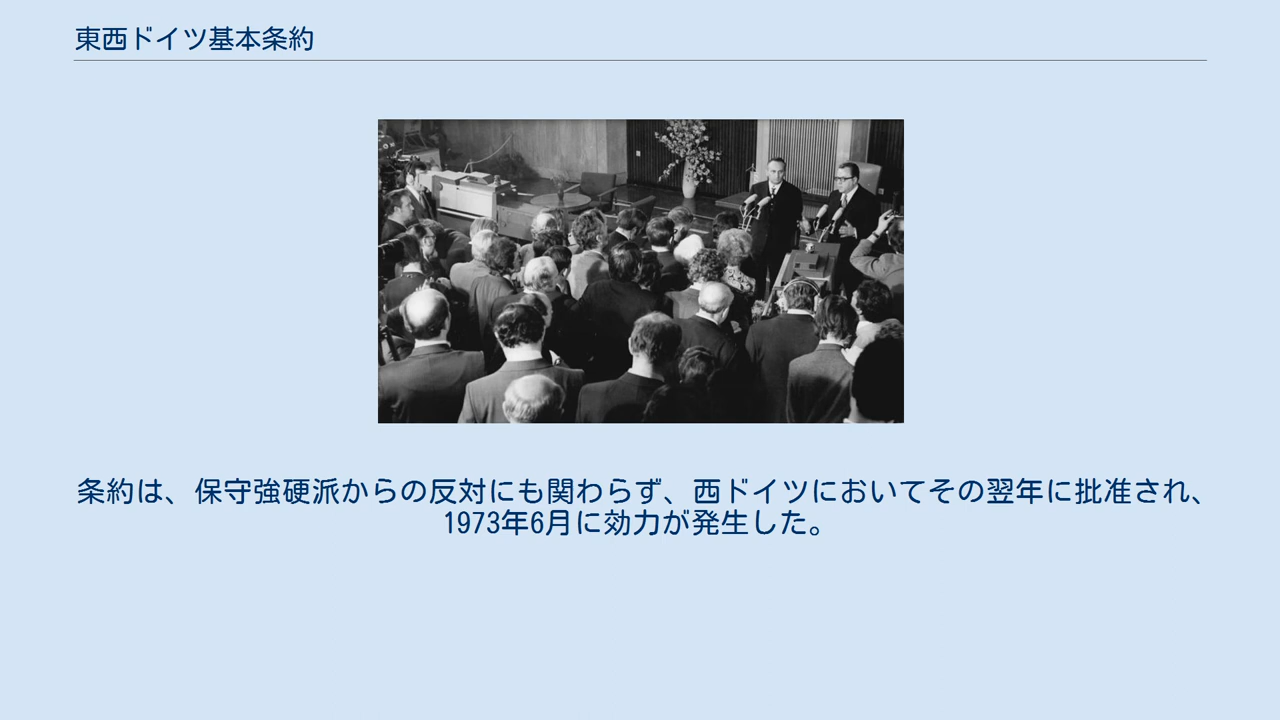 東西ドイツ基本条約
条約は、保守強硬派からの反対にも関わらず、西ドイツにおいてその翌年に批准され、
1973年6月に効力が発生した。